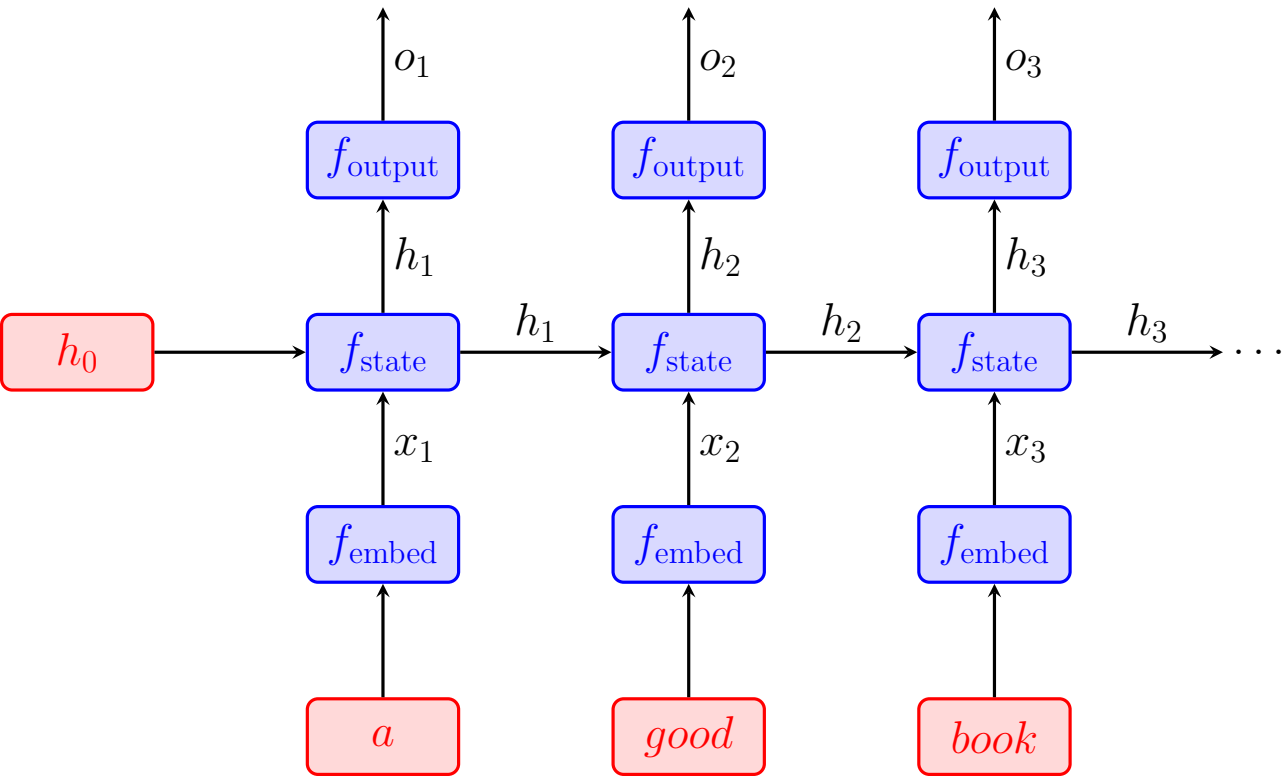 o₁ o₂ o₃
f_output f_output f_output
h₁ h₂ h₃
h₁ h₂ h₃
h₀ f_state f_state f_state ···
x₁ x₂ x₃
f_embed f_embed f_embed
a good book